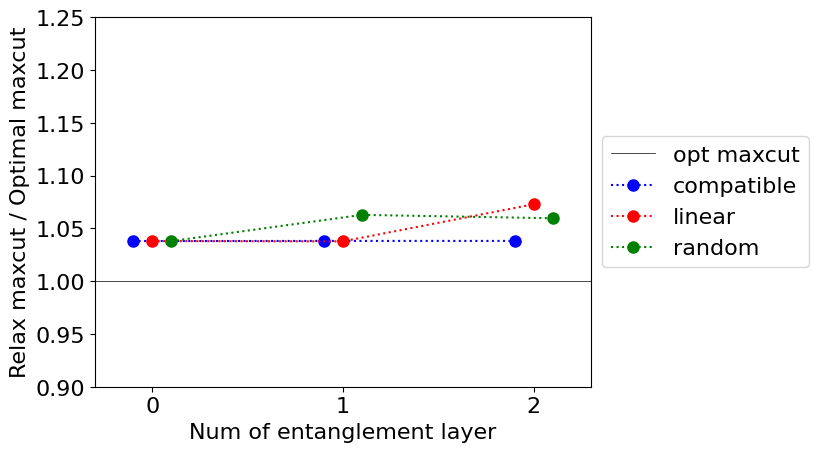 Relax maxcut / Optimal maxcut
1.25
1.20
1.15
1.10
1.05
1.00
0.95
0.90
0
1
2
Num of entanglement layer
opt maxcut
compatible
linear
random